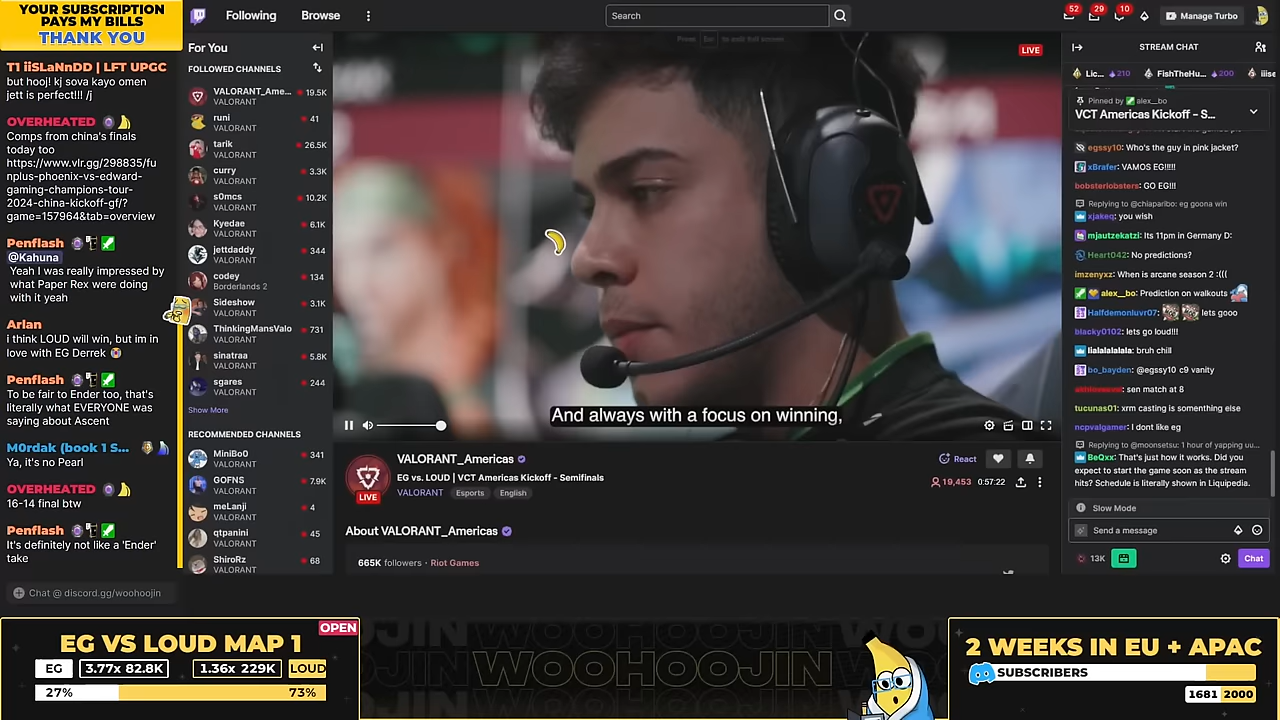 YOUR SUBSCRIPTION
PAYS MY BILLS
THANK YOU
T1 iiSLaNnDD | LFT UPGC
but hooj! kj sova kayo omen
jett is perfect!!! /j
OVERHEATED
Comps from china's finals
today too
https://www.vlr.gg/298835/fu
nplus-phoenix-vs-edward-
gaming-champions-tour-
2024-china-kickoff-gf/?
game=157964&tab=overview
Penflash
@Kahuna
Yeah I was really impressed by
what Paper Rex were doing
with it yeah
Arlan
i think LOUD will win, but im in
love with EG Derrek
Penflash
To be fair to Ender too, that's
literally what EVERYONE was
saying about Ascent
M0rdak (book 1 S...
Ya, it's no Pearl
OVERHEATED
16-14 final btw
Penflash
It's definitely not like a 'Ender'
take
Chat @ discord.gg/woohoojin
Following
Browse
Search
52
29
10
Manage Turbo
For You
FOLLOWED CHANNELS
VALORANT_Ame... 19.5K
VALORANT
runi 41
VALORANT
tarik 26.5K
VALORANT
curry 3.3K
VALORANT
s0mcs 10.2K
VALORANT
Kyedae 6.1K
VALORANT
jettdaddy 344
VALORANT
codey 134
Borderlands 2
Sideshow 3.1K
VALORANT
ThinkingMansValo 731
VALORANT
sinatraa 5.8K
VALORANT
sgares 244
VALORANT
Show More
RECOMMENDED CHANNELS
MiniBo0 341
VALORANT
GOFNS 7.9K
VALORANT
meLanji 4
VALORANT
qtpanini 45
VALORANT
ShiroRz 68
VALORANT
LIVE
And always with a focus on winning,
LIVE
VALORANT_Americas
EG vs. LOUD | VCT Americas Kickoff - Semifinals
VALORANT Esports English
React
19,453 0:57:22
About VALORANT_Americas
665K followers · Riot Games
STREAM CHAT
Lic... 210 FishTheHu... 200 iiise
Pinned by alex__bo
VCT Americas Kickoff - S...
egssy10: Who's the guy in pink jacket?
xBrafer: VAMOS EG!!!!!
bobsterlobsters: GO EG!!!
Replying to @chiaparibo: eg goona win
xjakeq: you wish
mjautzekatzi: Its 11pm in Germany D:
Heart042: No predictions?
imzenyxz: When is arcane season 2 :(((
alex__bo: Prediction on walkouts
Halfdemonluvr07: lets gooo
blacky0102: lets go loud!!!
lialalalalala: bruh chill
bo_bayden: @egssy10 c9 vanity
sen match at 8
tucunas01: xrm casting is somenthing else
ncpvalgamer: I dont like eg
Replying to @moonsetsu: 1 hour of yapping uu...
BeQxx: That's just how it works. Did you
expect to start the game soon as the stream
hits? Schedule is literally shown in Liquipedia.
Slow Mode
Send a message
13K
Chat
EG VS LOUD MAP 1
OPEN
EG 3.77x 82.8K 1.36x 229K LOUD
27% 73%
WOOHOOJIN
2 WEEKS IN EU + APAC
SUBSCRIBERS
1681 2000